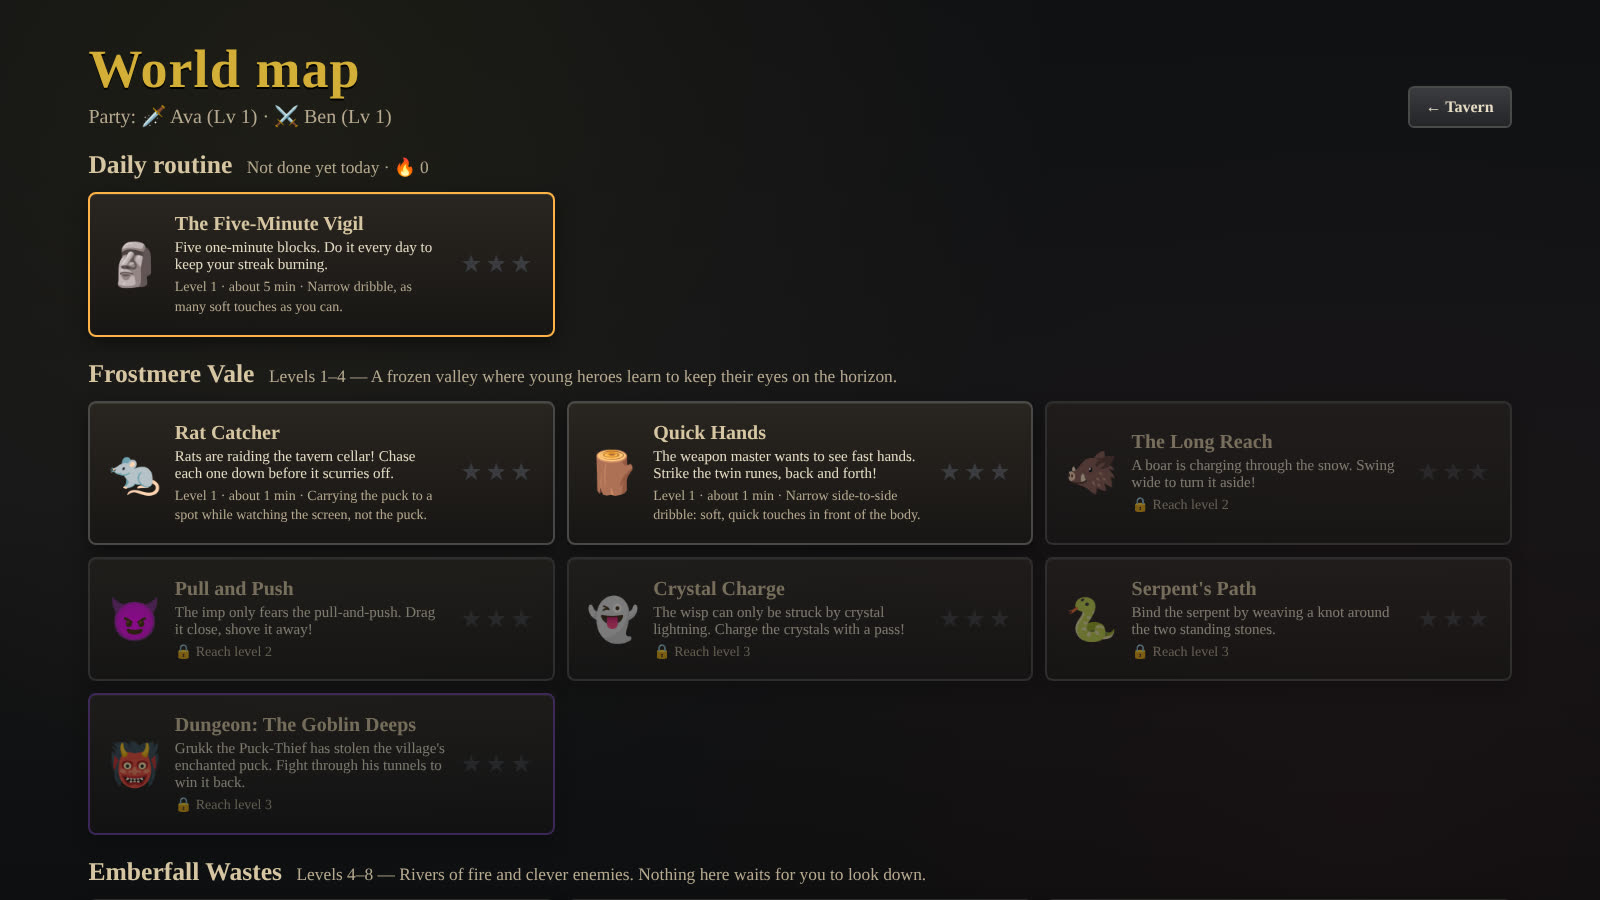 World map
Party: 🗡️ Ava (Lv 1) · ⚔️ Ben (Lv 1)
← Tavern
Daily routine Not done yet today · 🔥 0
The Five-Minute Vigil
Five one-minute blocks. Do it every day to
keep your streak burning.
Level 1 · about 5 min · Narrow dribble, as
many soft touches as you can.
★ ★ ★
Frostmere Vale Levels 1–4 — A frozen valley where young heroes learn to keep their eyes on the horizon.
Rat Catcher
Rats are raiding the tavern cellar! Chase
each one down before it scurries off.
Level 1 · about 1 min · Carrying the puck to a
spot while watching the screen, not the puck.
★ ★ ★
Quick Hands
The weapon master wants to see fast hands.
Strike the twin runes, back and forth!
Level 1 · about 1 min · Narrow side-to-side
dribble: soft, quick touches in front of the body.
★ ★ ★
The Long Reach
A boar is charging through the snow. Swing
wide to turn it aside!
🔒 Reach level 2
★ ★ ★
Pull and Push
The imp only fears the pull-and-push. Drag
it close, shove it away!
🔒 Reach level 2
★ ★ ★
Crystal Charge
The wisp can only be struck by crystal
lightning. Charge the crystals with a pass!
🔒 Reach level 3
★ ★ ★
Serpent's Path
Bind the serpent by weaving a knot around
the two standing stones.
🔒 Reach level 3
★ ★ ★
Dungeon: The Goblin Deeps
Grukk the Puck-Thief has stolen the village's
enchanted puck. Fight through his tunnels to
win it back.
🔒 Reach level 3
★ ★ ★
Emberfall Wastes Levels 4–8 — Rivers of fire and clever enemies. Nothing here waits for you to look down.